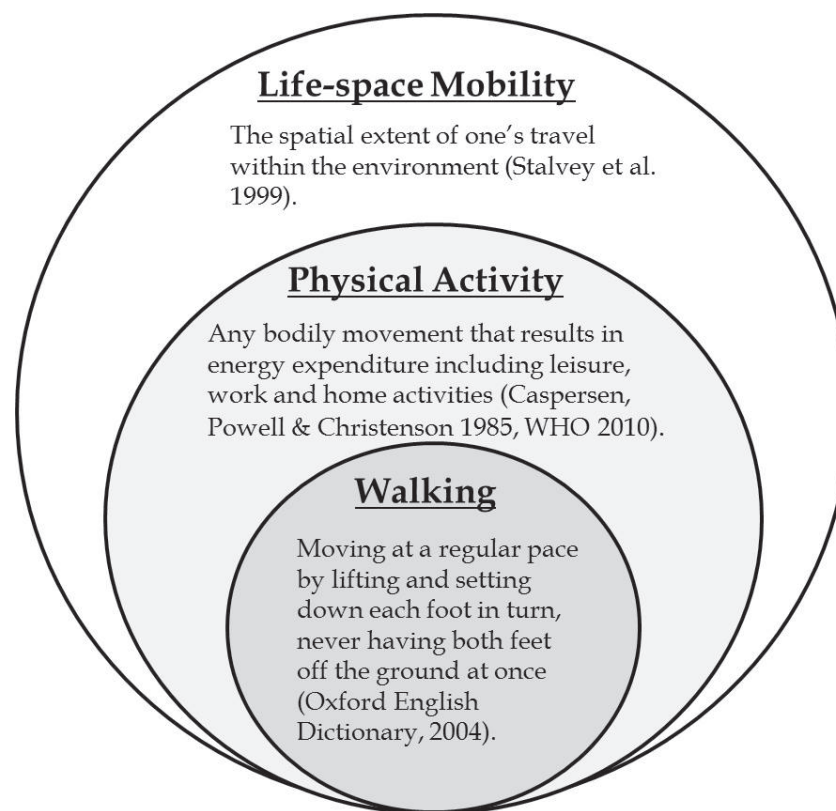 Life-space Mobility
The spatial extent of one’s travel
within the environment (Stalvey et al.
1999).
Physical Activity
Any bodily movement that results in
energy expenditure including leisure,
work and home activities (Caspersen,
Powell & Christenson 1985, WHO 2010).
Walking
Moving at a regular pace
by lifting and setting
down each foot in turn,
never having both feet
off the ground at once
(Oxford English
Dictionary, 2004).